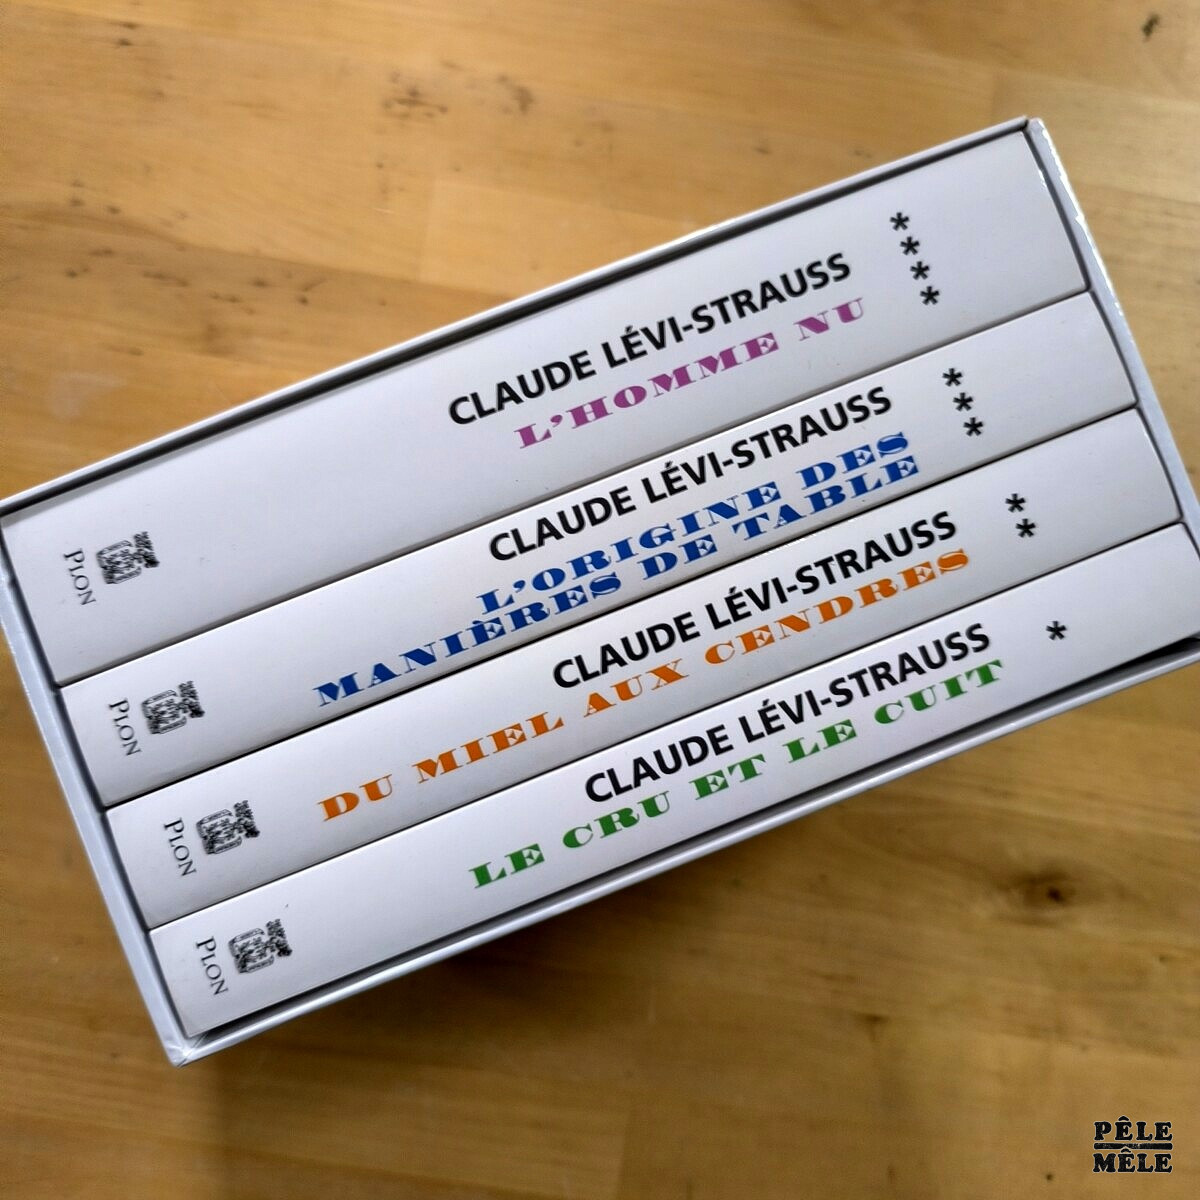 CLAUDE LÉVI-STRAUSS
L'HOMME NU
****
PLON
CLAUDE LÉVI-STRAUSS
L'ORIGINE DES
MANIÈRES DE TABLE
***
PLON
CLAUDE LÉVI-STRAUSS
DU MIEL AUX CENDRES
**
PLON
CLAUDE LÉVI-STRAUSS
LE CRU ET LE CUIT
*
PLON
PÊLE
MÊLE